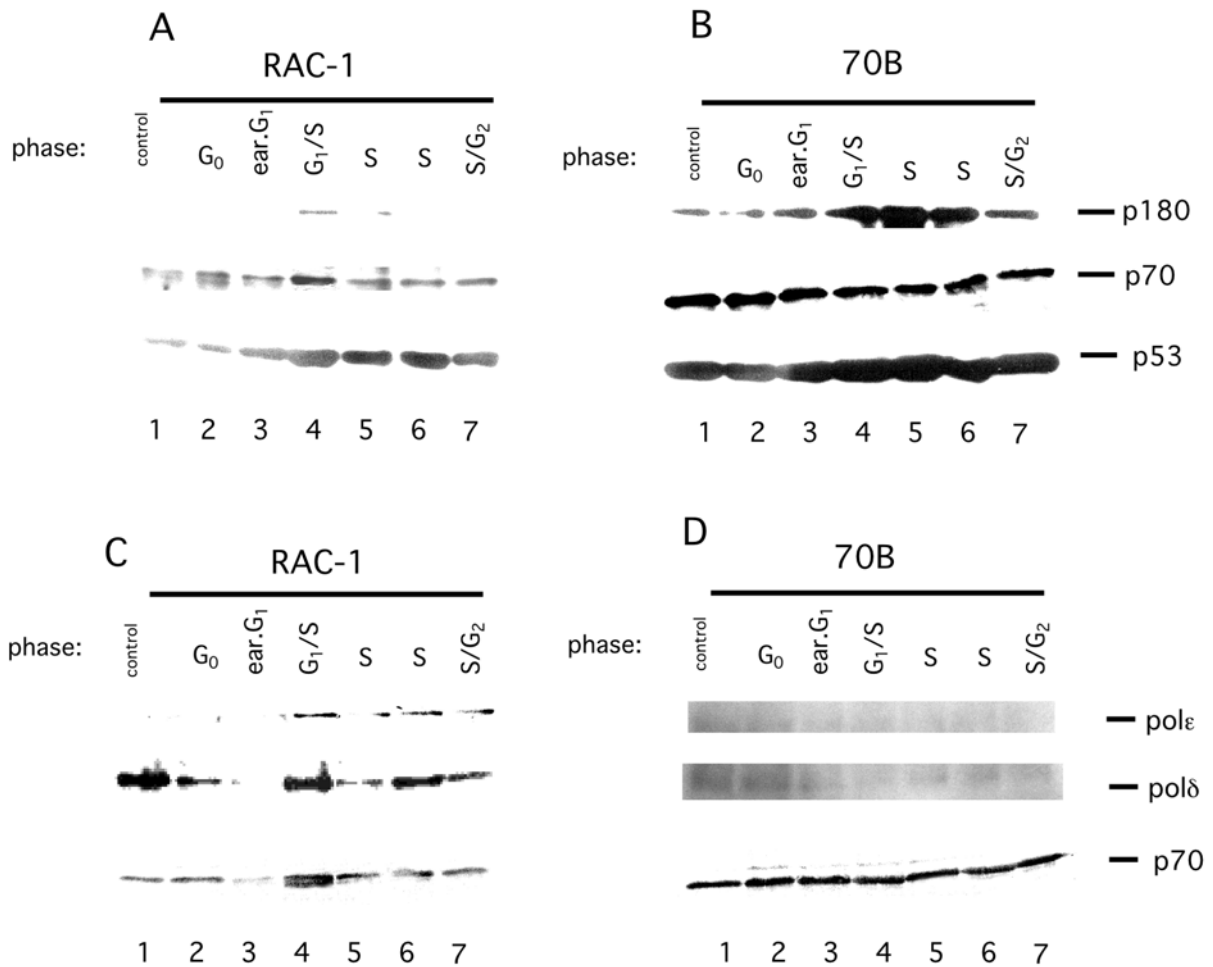 A
RAC-1
phase: control G₀ ear.G₁ G₁/S S S S/G₂
1 2 3 4 5 6 7
B
70B
phase: control G₀ ear.G₁ G₁/S S S S/G₂
p180
p70
p53
1 2 3 4 5 6 7
C
RAC-1
phase: control G₀ ear.G₁ G₁/S S S S/G₂
1 2 3 4 5 6 7
D
70B
phase: control G₀ ear.G₁ G₁/S S S S/G₂
polε
polδ
p70
1 2 3 4 5 6 7